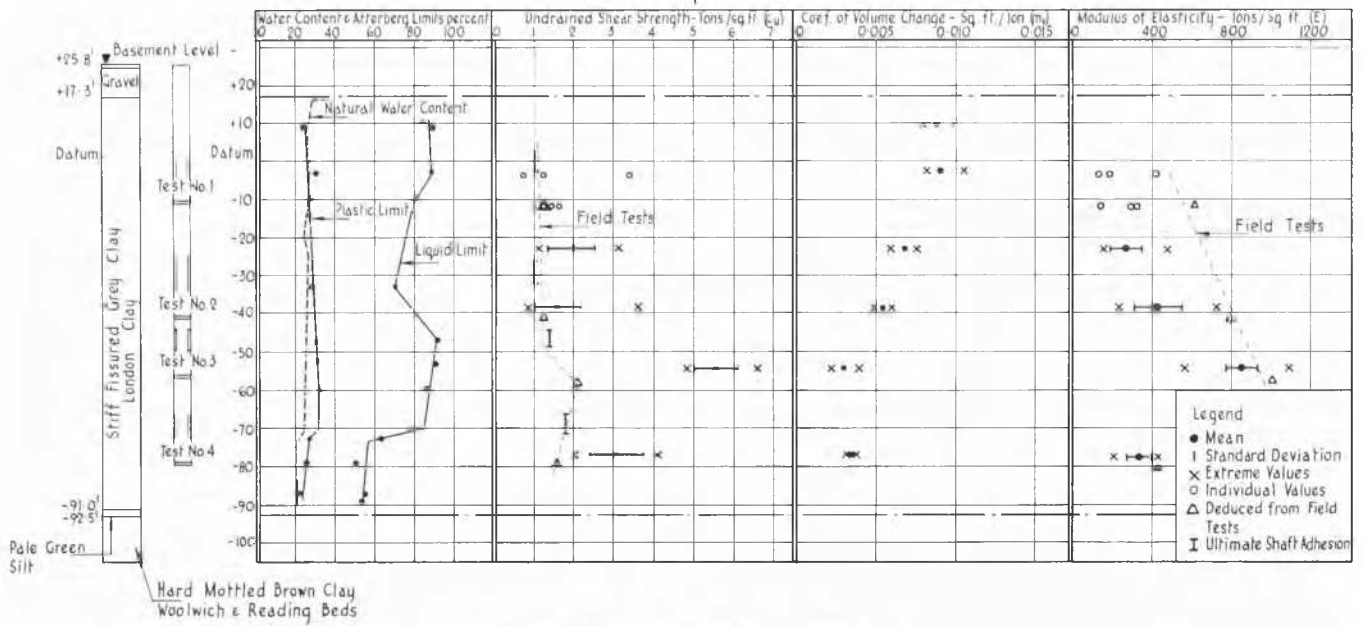 Water Content & Atterberg Limits percent
0 20 40 60 80 100
Undrained Shear Strength-Tons/sq.ft.(Cu)
0 1 2 3 4 5 6 7
Coef. of Volume Change - Sq. ft./Ton (mv)
0.005 0.010 0.015
Modulus of Elasticity - Tons/Sq ft. (E)
0 400 800 1200
+25.8'
Basement Level
Gravel
+17.3'
Datum
Stiff Fissured Grey Clay
London Clay
Test No.1
Test No.2
Test No.3
Test No.4
-91.0'
-92.5'
Pale Green
Silt
Hard Mottled Brown Clay
Woolwich & Reading Beds
+20
+10
Datum
-10
-20
-30
-40
-50
-60
-70
-80
-90
-100
Natural Water Content
Plastic Limit
Liquid Limit
Field Tests
Field Tests
Legend
Mean
Standard Deviation
Extreme Values
Individual Values
Deduced from Field
Tests
Ultimate Shaft Adhesion